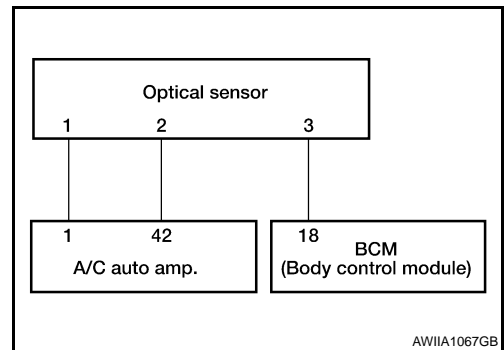 Optical sensor
1 2 3
1 42 18
A/C auto amp.
BCM
(Body control module)
AWIIA1067GB